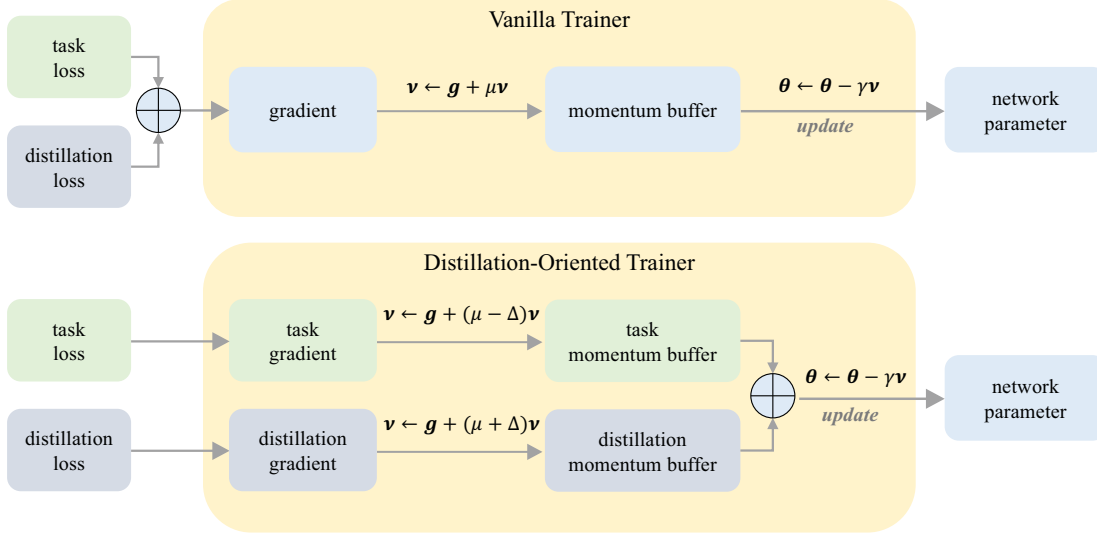 Vanilla Trainer
task
loss
distillation
loss
gradient
𝒗 ← 𝒈 + 𝜇𝒗
momentum buffer
𝜽 ← 𝜽 − 𝛾𝒗
update
network
parameter
Distillation-Oriented Trainer
task
loss
task
gradient
𝒗 ← 𝒈 + (𝜇 − Δ)𝒗
task
momentum buffer
distillation
loss
distillation
gradient
𝒗 ← 𝒈 + (𝜇 + Δ)𝒗
distillation
momentum buffer
𝜽 ← 𝜽 − 𝛾𝒗
update
network
parameter